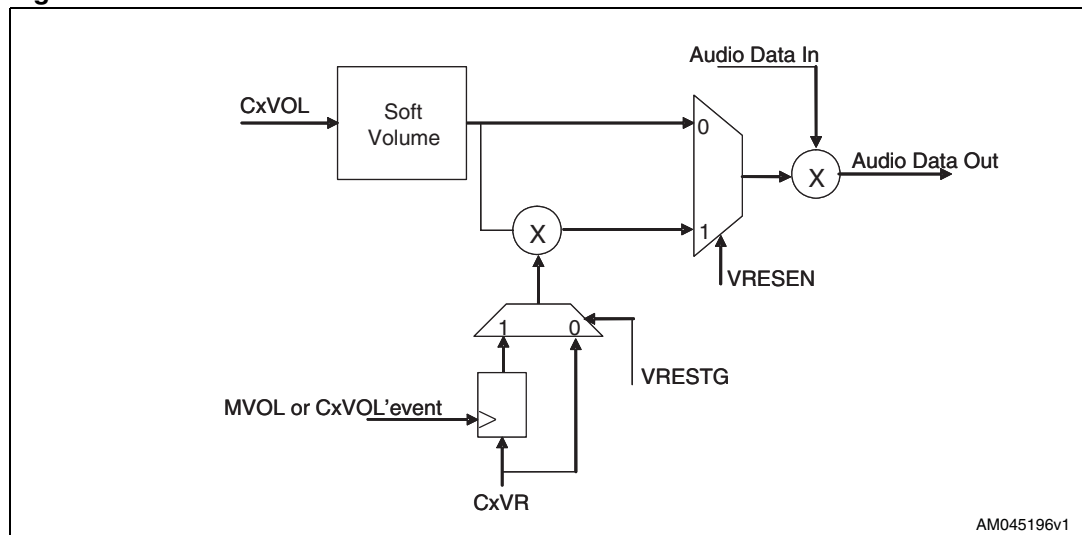 Audio Data In
CxVOL
Soft
Volume
0
Audio Data Out
X
X
1
VRESEN
1
0
VRESTG
MVOL or CxVOL'event
CxVR
AM045196v1